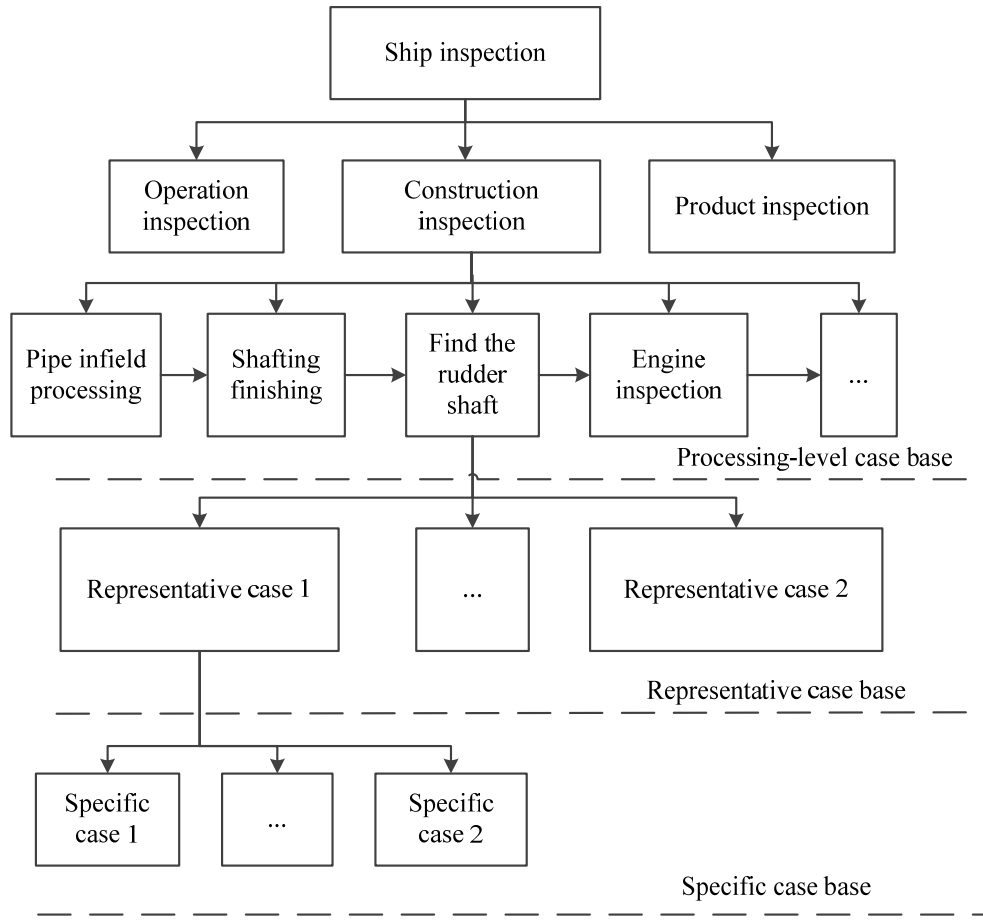 Ship inspection
Operation
inspection
Construction
inspection
Product inspection
Pipe infield
processing
Shafting
finishing
Find the
rudder
shaft
Engine
inspection
...
Processing-level case base
Representative case 1
...
Representative case 2
Representative case base
Specific
case 1
...
Specific
case 2
Specific case base